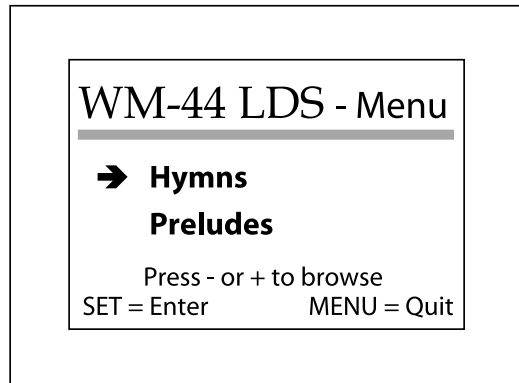 WM-44 LDS - Menu
➔ Hymns
Preludes
Press - or + to browse
SET = Enter MENU = Quit